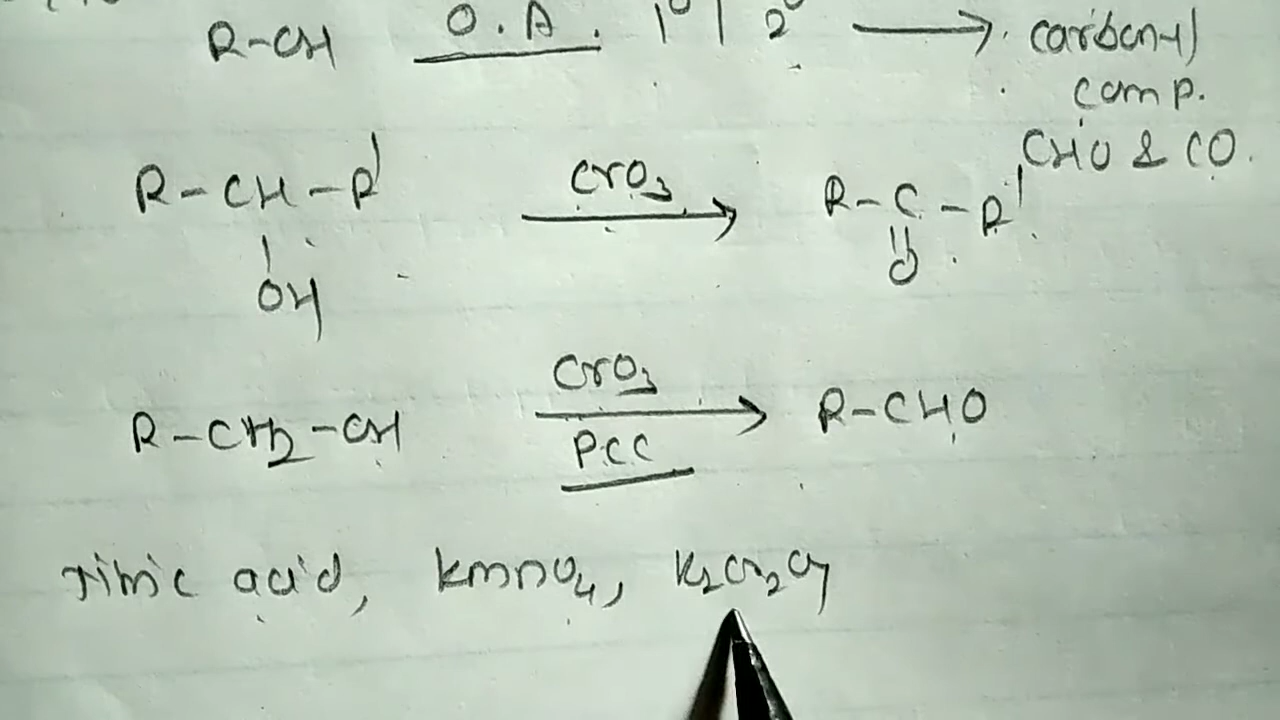 R-OH O.A. 1° / 2° → carbonyl
comp.
CHO & CO.
R-CH-R' CrO3 → R-C-R'
OH O
R-CH2-OH CrO3 → R-CHO
PCC
nitric acid, KMnO4, K2Cr2O7